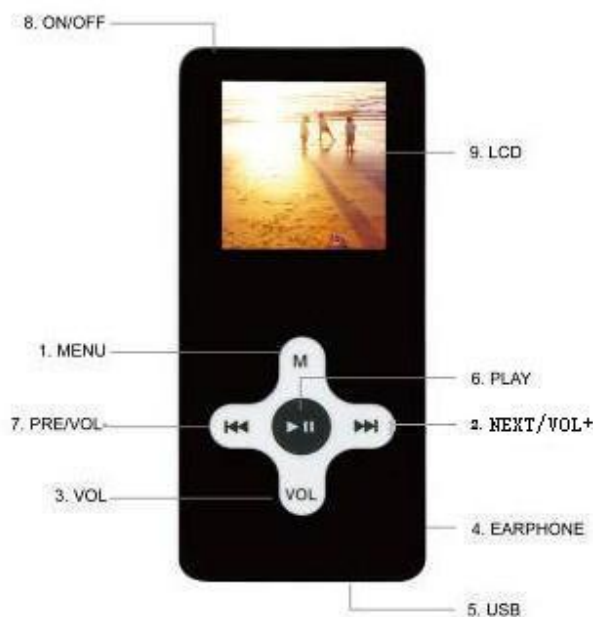 8. ON/OFF
9. LCD
1. MENU
M
6. PLAY
7. PRE/VOL-
2. NEXT/VOL+
3. VOL
VOL
4. EARPHONE
5. USB